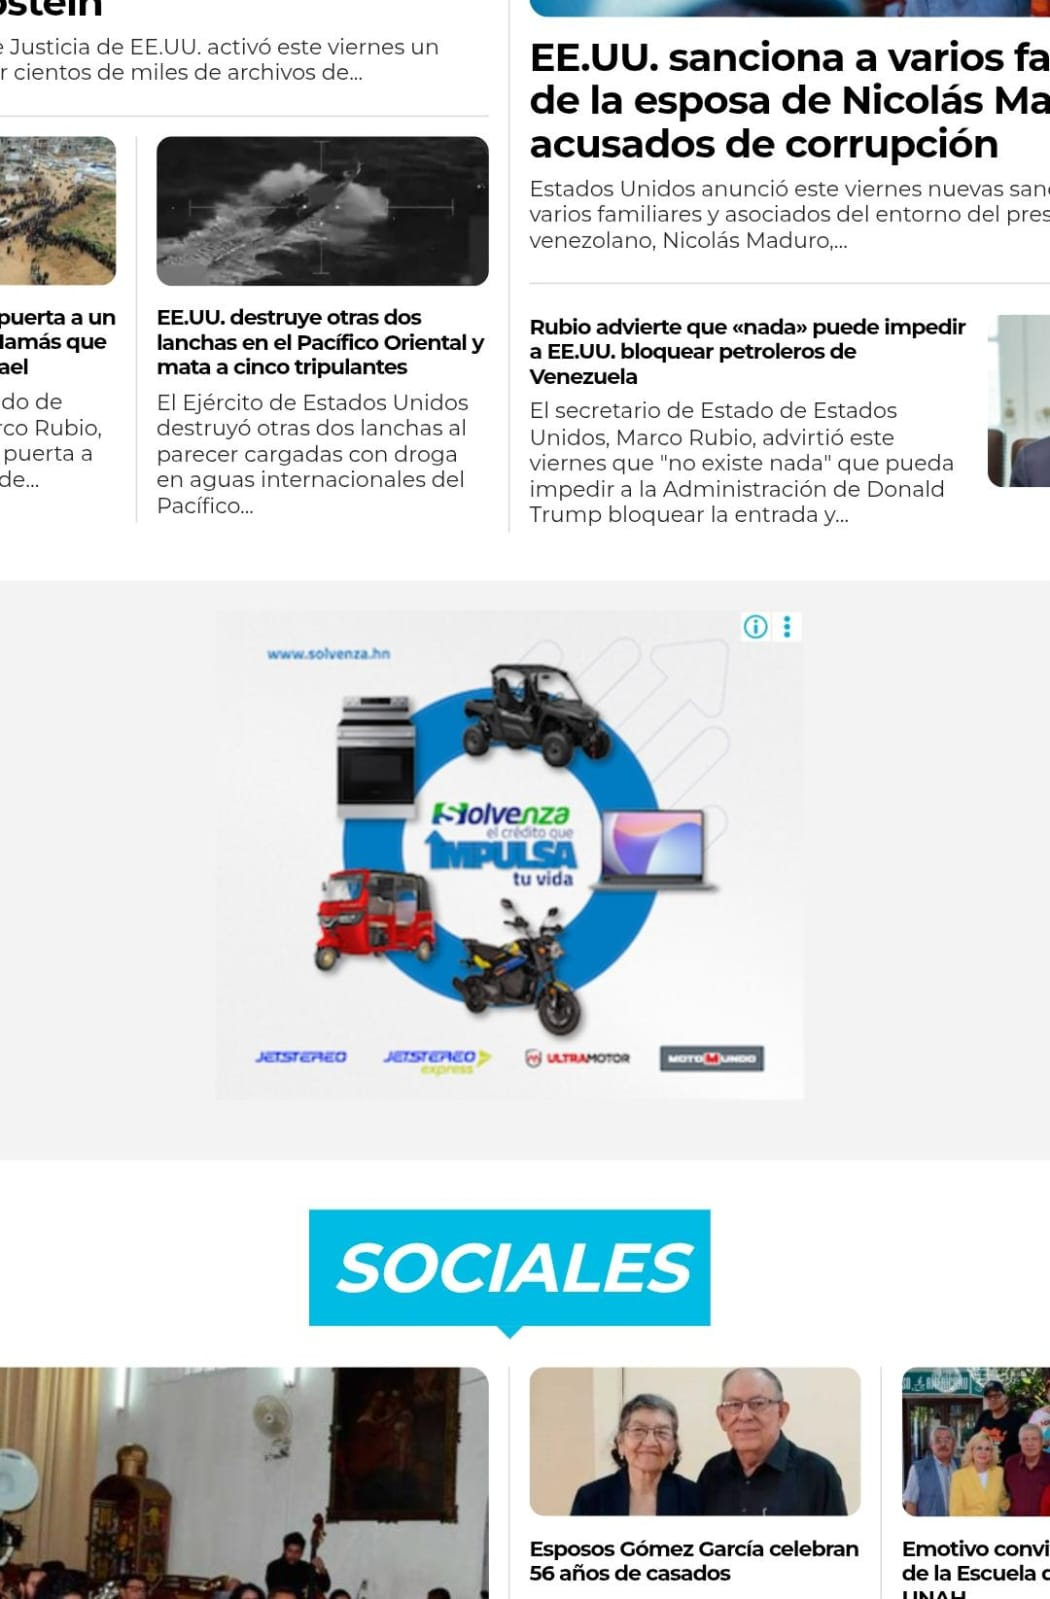 e Justicia de EE.UU. activó este viernes un
r cientos de miles de archivos de...
puerta a un
lamás que
ael
do de
rco Rubio,
puerta a
de...
EE.UU. destruye otras dos
lanchas en el Pacífico Oriental y
mata a cinco tripulantes
El Ejército de Estados Unidos
destruyó otras dos lanchas al
parecer cargadas con droga
en aguas internacionales del
Pacífico...
EE.UU. sanciona a varios fa
de la esposa de Nicolás Ma
acusados de corrupción
Estados Unidos anunció este viernes nuevas san
varios familiares y asociados del entorno del pres
venezolano, Nicolás Maduro,...
Rubio advierte que «nada» puede impedir
a EE.UU. bloquear petroleros de
Venezuela
El secretario de Estado de Estados
Unidos, Marco Rubio, advirtió este
viernes que "no existe nada" que pueda
impedir a la Administración de Donald
Trump bloquear la entrada y...
www.solvenza.hn
Solvenza
el crédito que
IMPULSA
tu vida
JETSTEREO
JETSTEREO express
ULTRAMOTOR
MOTOMUNDO
SOCIALES
Esposos Gómez García celebran
56 años de casados
Emotivo convi
de la Escuela
UNAH